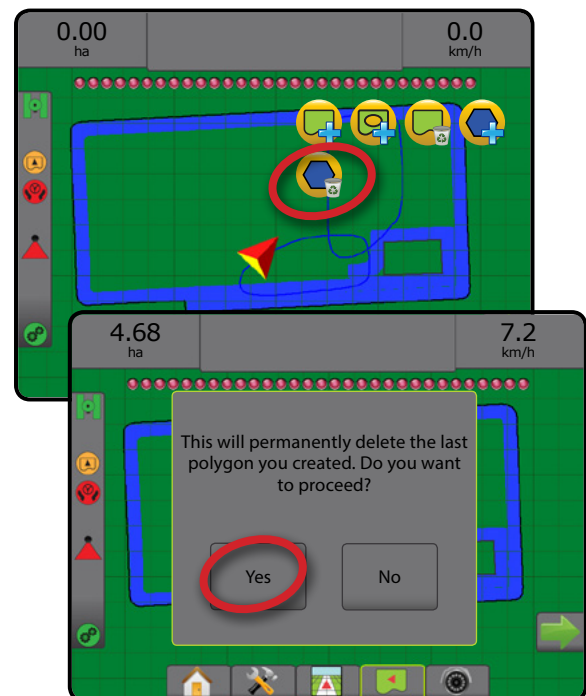 0.00
ha
0.0
km/h
4.68
ha
7.2
km/h
This will permanently delete the last
polygon you created. Do you want
to proceed?
Yes
No